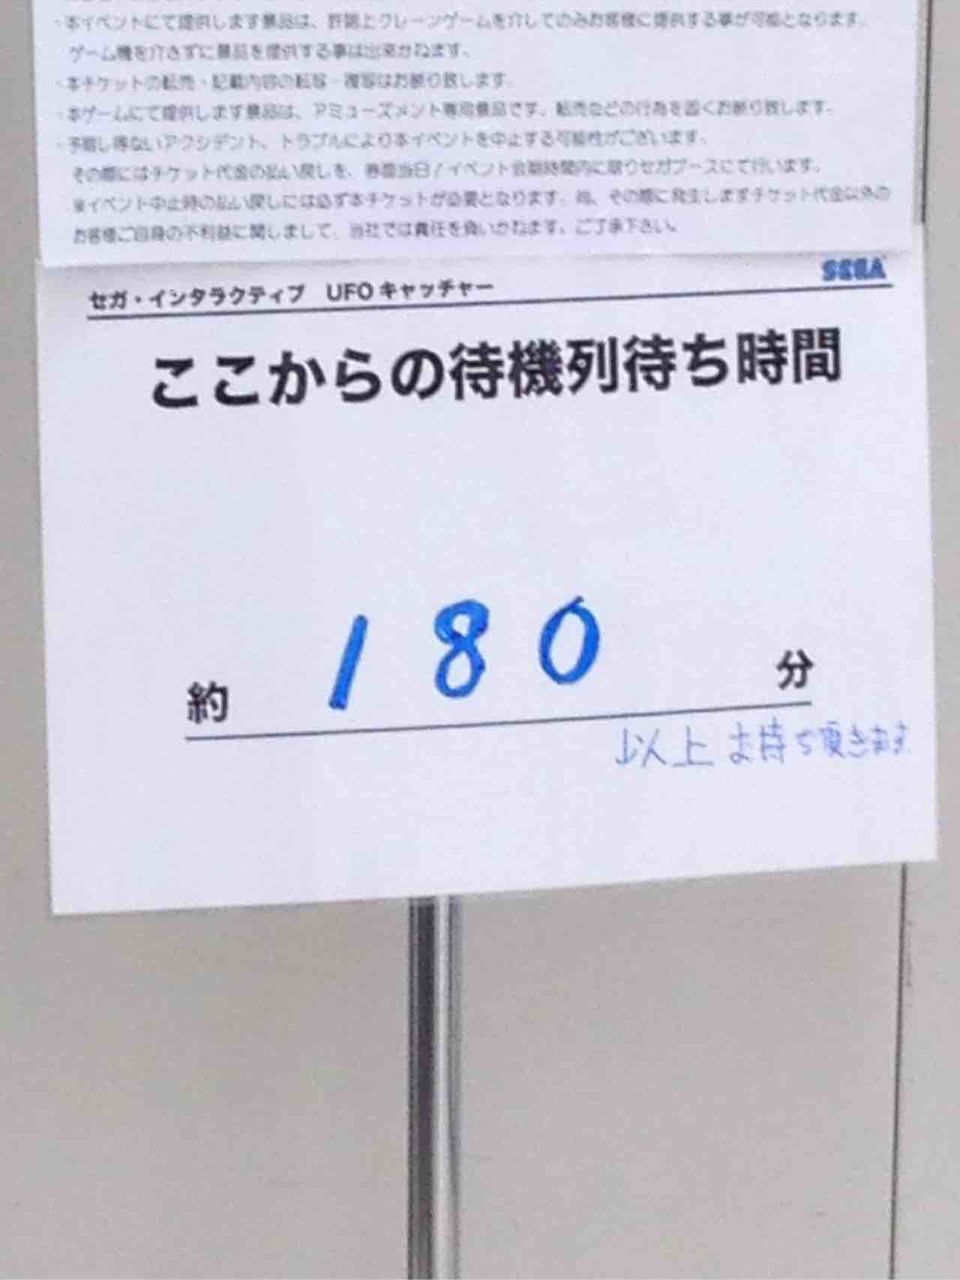 ・本イベントにて提供します景品は、許諾上クレーンゲームを介してのみお客様に提供する事が可能となります。
ゲーム機を介さずに景品を提供する事は出来かねます。
・本チケットの転売・記載内容の転写・複写はお断り致します。
・本ゲームにて提供します景品は、アミューズメント専用景品です。転売などの行為を固くお断り致します。
・予期し得ないアクシデント、トラブルにより本イベントを中止する可能性がございます。
その際にはチケット代金の払い戻しを、券面当日/イベント会期時間内に限りセガブースにて行います。
※イベント中止時の払い戻しには必ず本チケットが必要となります。尚、その際に発生しますチケット代金以外の
お客様ご自身の不利益に関しまして、当社では責任を負いかねます。ご了承下さい。
SEGA
セガ・インタラクティブ UFOキャッチャー
ここからの待機列待ち時間
約 180 分
以上お待ち頂きます